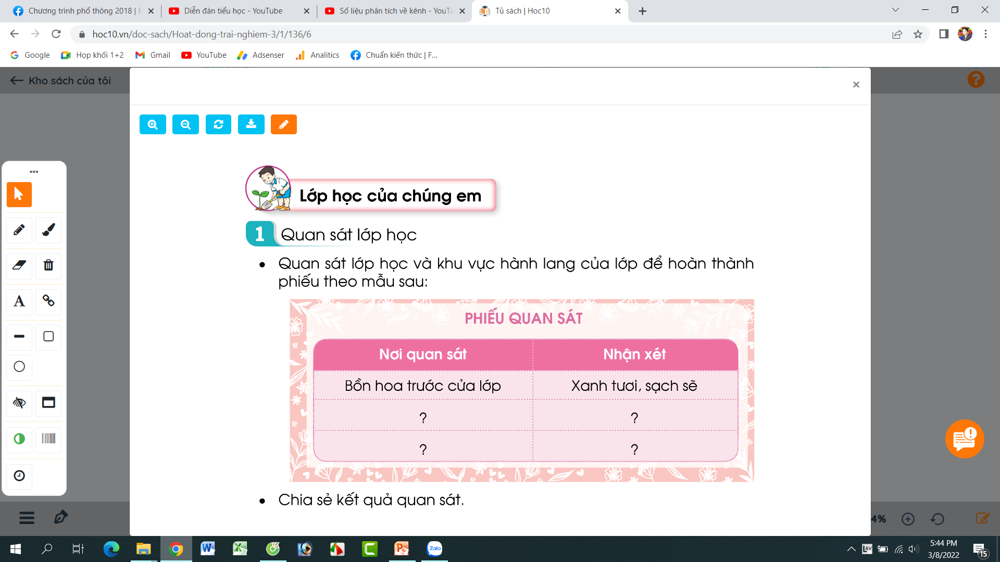 Chương trình phổ thông 2018 | F
Diễn đàn tiểu học - YouTube
Số liệu phân tích về kênh - YouTu
Tủ sách | Hoc10
hoc10.vn/doc-sach/Hoat-dong-trai-nghiem-3/1/136/6
Google
Họp khối 1+2
Gmail
YouTube
Adsenser
Analitics
Chuẩn kiến thức | F...
Kho sách của tôi
Lớp học của chúng em
1 Quan sát lớp học
• Quan sát lớp học và khu vực hành lang của lớp để hoàn thành
phiếu theo mẫu sau:
PHIẾU QUAN SÁT
Nơi quan sát Nhận xét
Bồn hoa trước cửa lớp Xanh tươi, sạch sẽ
? ?
? ?
• Chia sẻ kết quả quan sát.
4%
Zalo
LAV
5:44 PM
3/8/2022
15